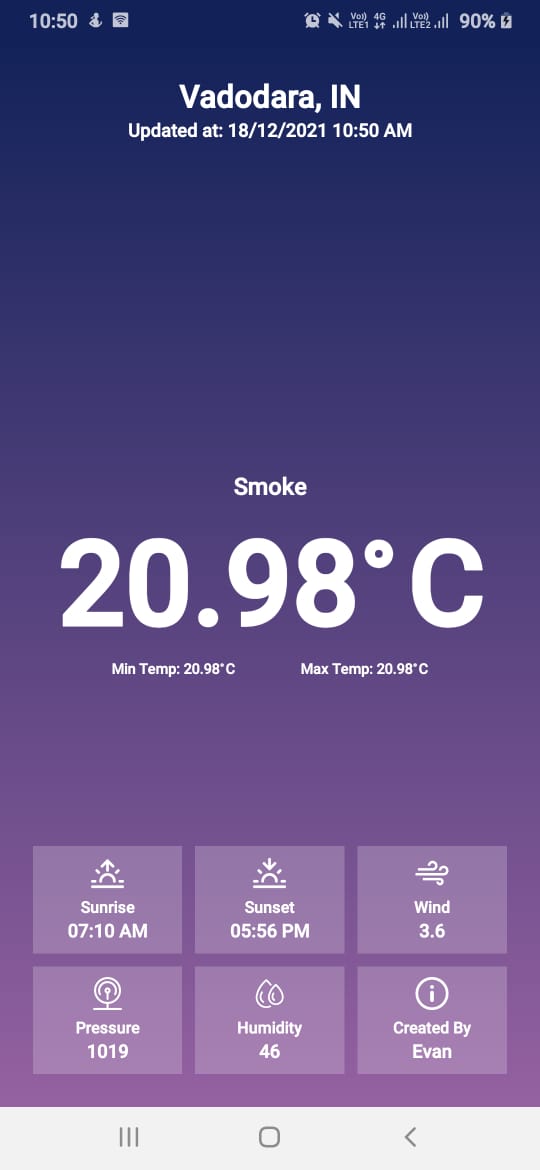 10:50 Vo)) LTE1 4G Vo)) LTE2 90%
Vadodara, IN
Updated at: 18/12/2021 10:50 AM
Smoke
20.98°C
Min Temp: 20.98°C Max Temp: 20.98°C
Sunrise Sunset Wind
07:10 AM 05:56 PM 3.6
Pressure Humidity Created By
1019 46 Evan